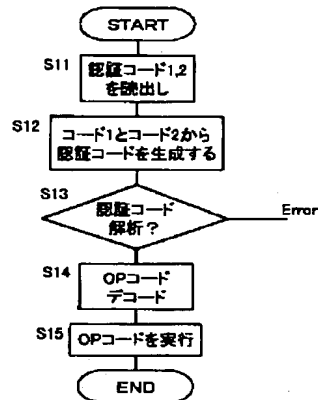 START
S11
認証コード1,2
を読出し
S12
コード1とコード2から
認証コードを生成する
S13
認証コード
解析？
Error
S14
OPコード
デコード
S15
OPコードを実行
END